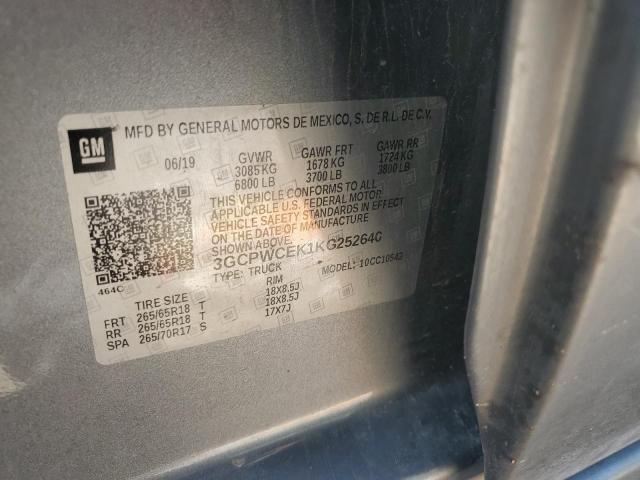 GM
MFD BY GENERAL MOTORS DE MEXICO, S. DE R.L. DE C.V.
06/19 GVWR GAWR FRT GAWR RR
3085 KG 1678 KG 1724 KG
6800 LB 3700 LB 3800 LB
THIS VEHICLE CONFORMS TO ALL
APPLICABLE U.S. FEDERAL MOTOR
VEHICLE SAFETY STANDARDS IN EFFECT
ON THE DATE OF MANUFACTURE
SHOWN ABOVE
3GCPWCEK1KG25264C
TYPE: TRUCK MODEL: 10CC10543
464C
TIRE SIZE RIM
FRT 265/65R18 T 18X8.5J
RR 265/65R18 T 18X8.5J
SPA 265/70R17 S 17X7J